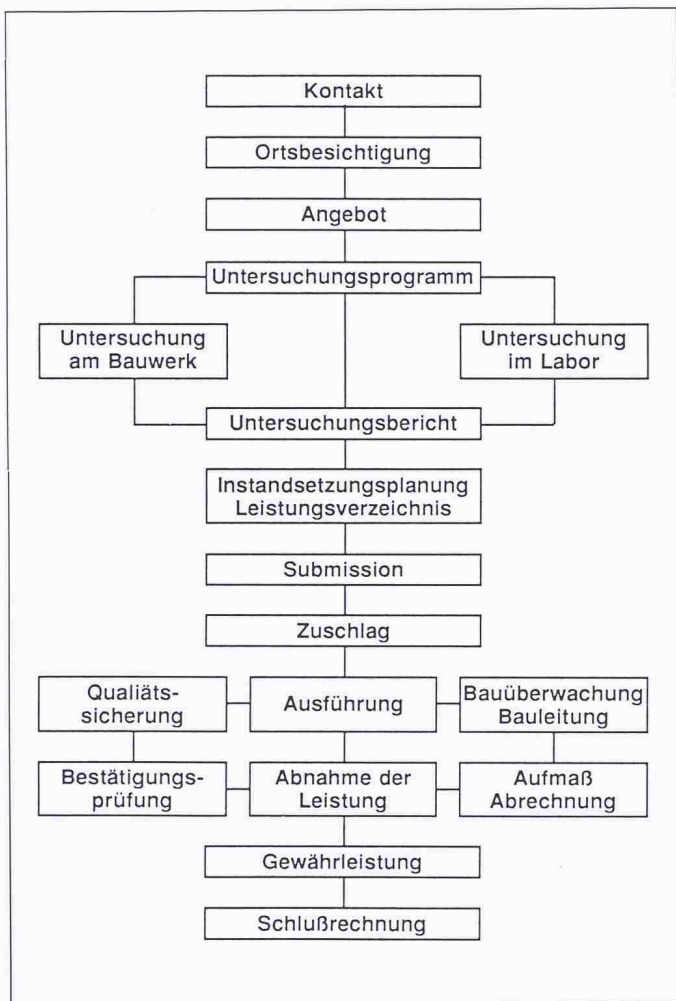 Kontakt
Ortsbesichtigung
Angebot
Untersuchungsprogramm
Untersuchung
am Bauwerk
Untersuchung
im Labor
Untersuchungsbericht
Instandsetzungsplanung
Leistungsverzeichnis
Submission
Zuschlag
Qualiäts-
sicherung
Ausführung
Bauüberwachung
Bauleitung
Bestätigungs-
prüfung
Abnahme der
Leistung
Aufmaß
Abrechnung
Gewährleistung
Schlußrechnung